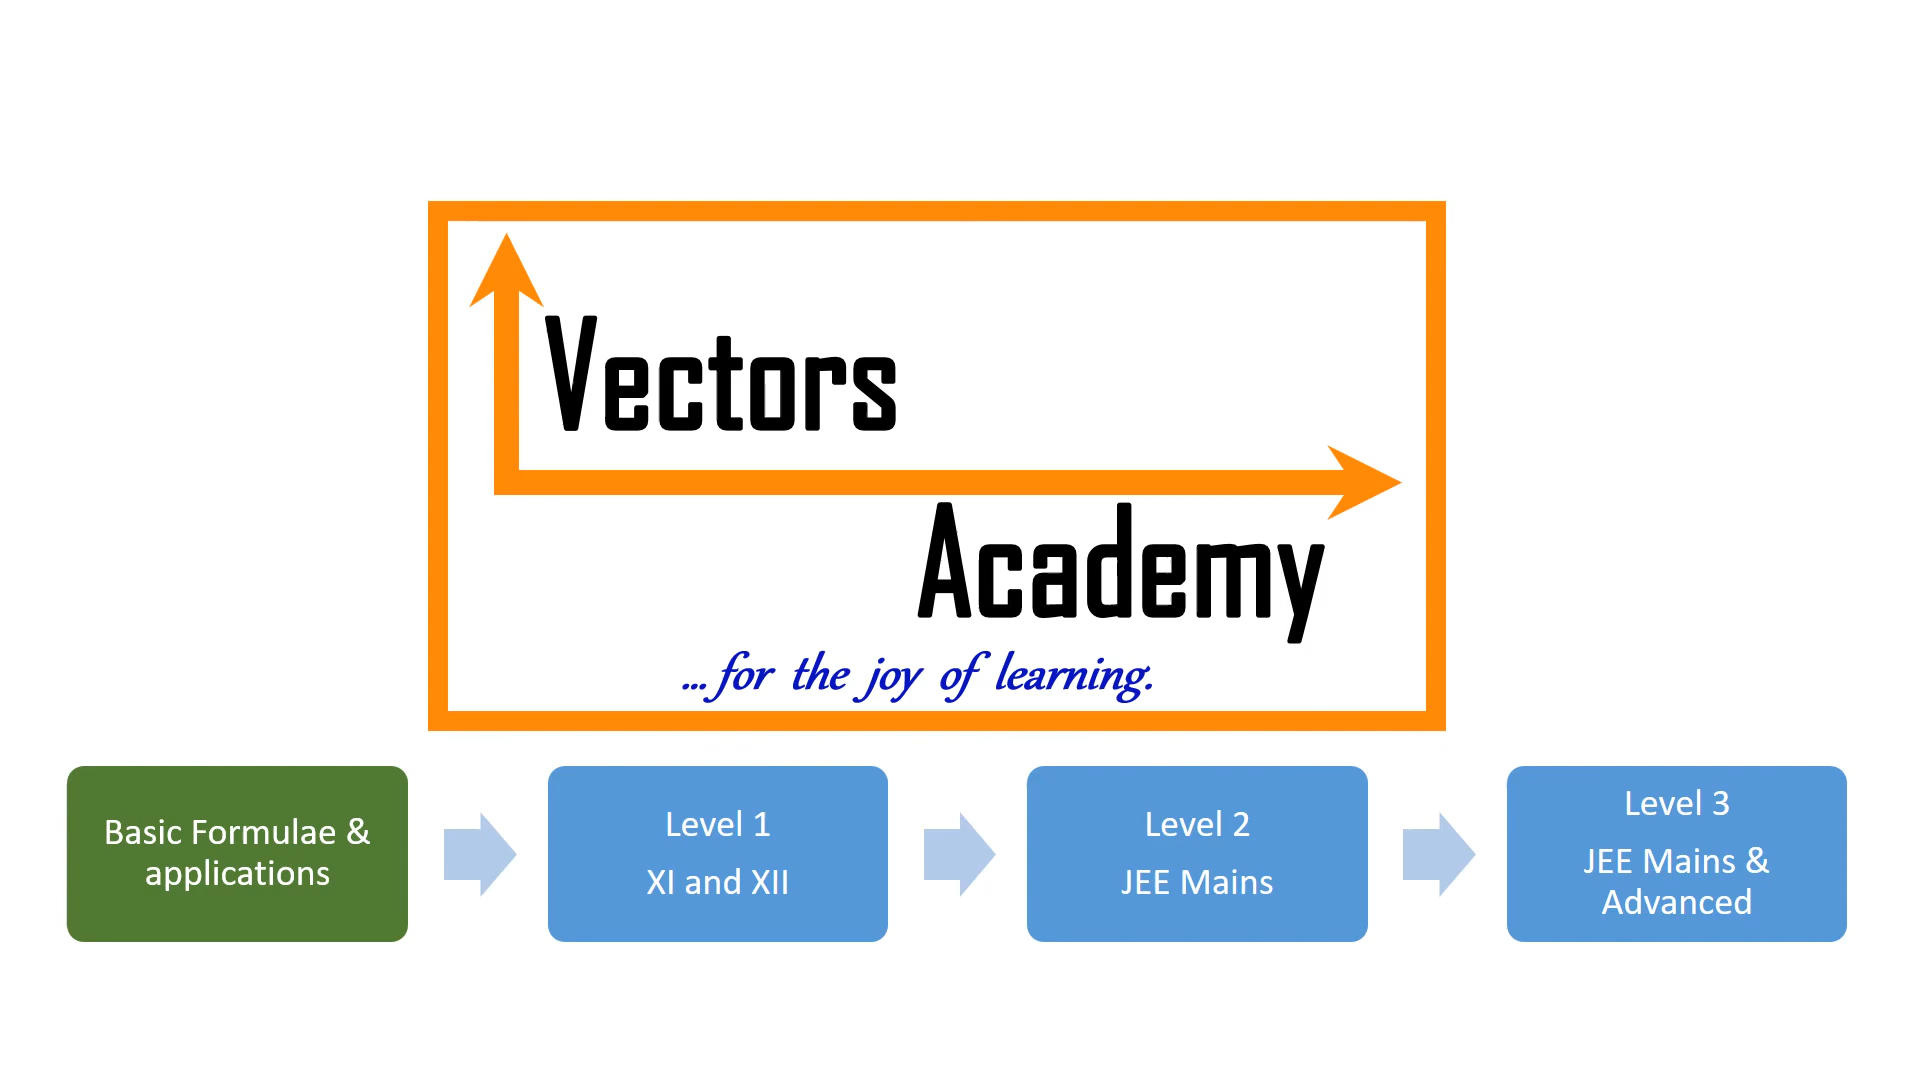 Vectors
Academy
... for the joy of learning.
Basic Formulae &
applications
Level 1
XI and XII
Level 2
JEE Mains
Level 3
JEE Mains &
Advanced